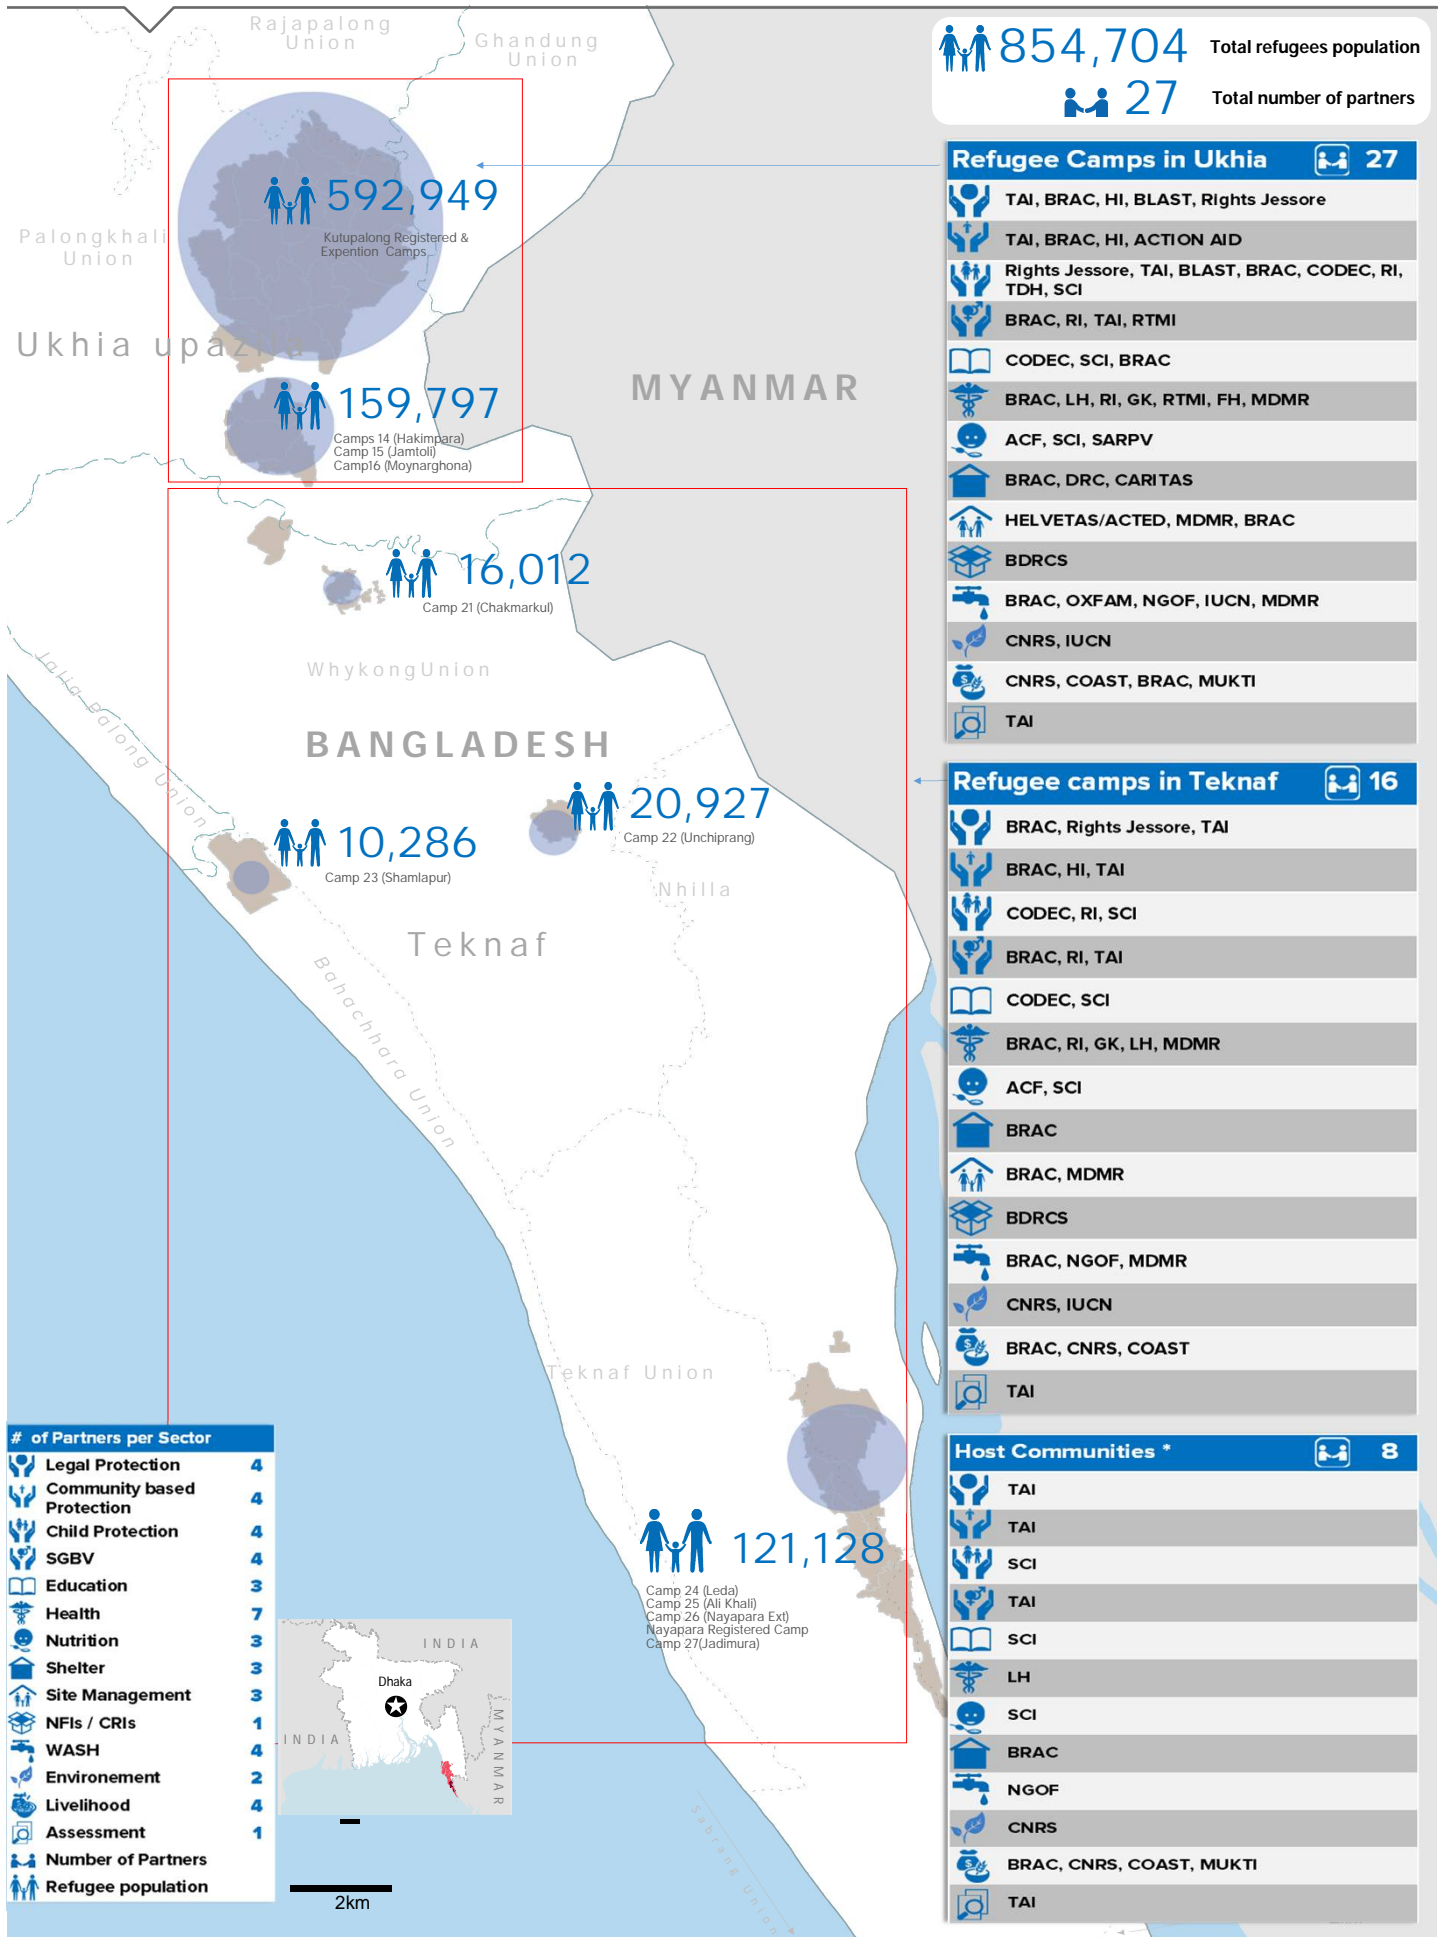 Rajapalong
Union
Ghandung
Union
854,704 Total refugees population
27 Total number of partners
592,949
Kutupalong Registered &
Expention Camps
Palongkhali
Union
Ukhia upazila
159,797
Camps 14 (Hakimpara)
Camp 15 (Jamtoli)
Camp16 (Moynarghona)
MYANMAR
16,012
Camp 21 (Chakmarkul)
Whykong Union
Jalia Palong Union
BANGLADESH
20,927
Camp 22 (Unchiprang)
10,286
Camp 23 (Shamlapur)
Nhilla
Teknaf
Bahachhara Union
Teknaf Union
121,128
Camp 24 (Leda)
Camp 25 (Ali Khali)
Camp 26 (Nayapara Ext)
Nayapara Registered Camp
Camp 27(Jadimura)
Sabrang Union
Refugee Camps in Ukhia 27
TAI, BRAC, HI, BLAST, Rights Jessore
TAI, BRAC, HI, ACTION AID
Rights Jessore, TAI, BLAST, BRAC, CODEC, RI,
TDH, SCI
BRAC, RI, TAI, RTMI
CODEC, SCI, BRAC
BRAC, LH, RI, GK, RTMI, FH, MDMR
ACF, SCI, SARPV
BRAC, DRC, CARITAS
HELVETAS/ACTED, MDMR, BRAC
BDRCS
BRAC, OXFAM, NGOF, IUCN, MDMR
CNRS, IUCN
CNRS, COAST, BRAC, MUKTI
TAI
Refugee camps in Teknaf 16
BRAC, Rights Jessore, TAI
BRAC, HI, TAI
CODEC, RI, SCI
BRAC, RI, TAI
CODEC, SCI
BRAC, RI, GK, LH, MDMR
ACF, SCI
BRAC
BRAC, MDMR
BDRCS
BRAC, NGOF, MDMR
CNRS, IUCN
BRAC, CNRS, COAST
TAI
Host Communities * 8
TAI
TAI
SCI
TAI
SCI
LH
SCI
BRAC
NGOF
CNRS
BRAC, CNRS, COAST, MUKTI
TAI
# of Partners per Sector
Legal Protection 4
Community based
Protection 4
Child Protection 4
SGBV 4
Education 3
Health 7
Nutrition 3
Shelter 3
Site Management 3
NFIs / CRIs 1
WASH 4
Environement 2
Livelihood 4
Assessment 1
Number of Partners
Refugee population
INDIA
Dhaka
INDIA
MYANMAR
2km